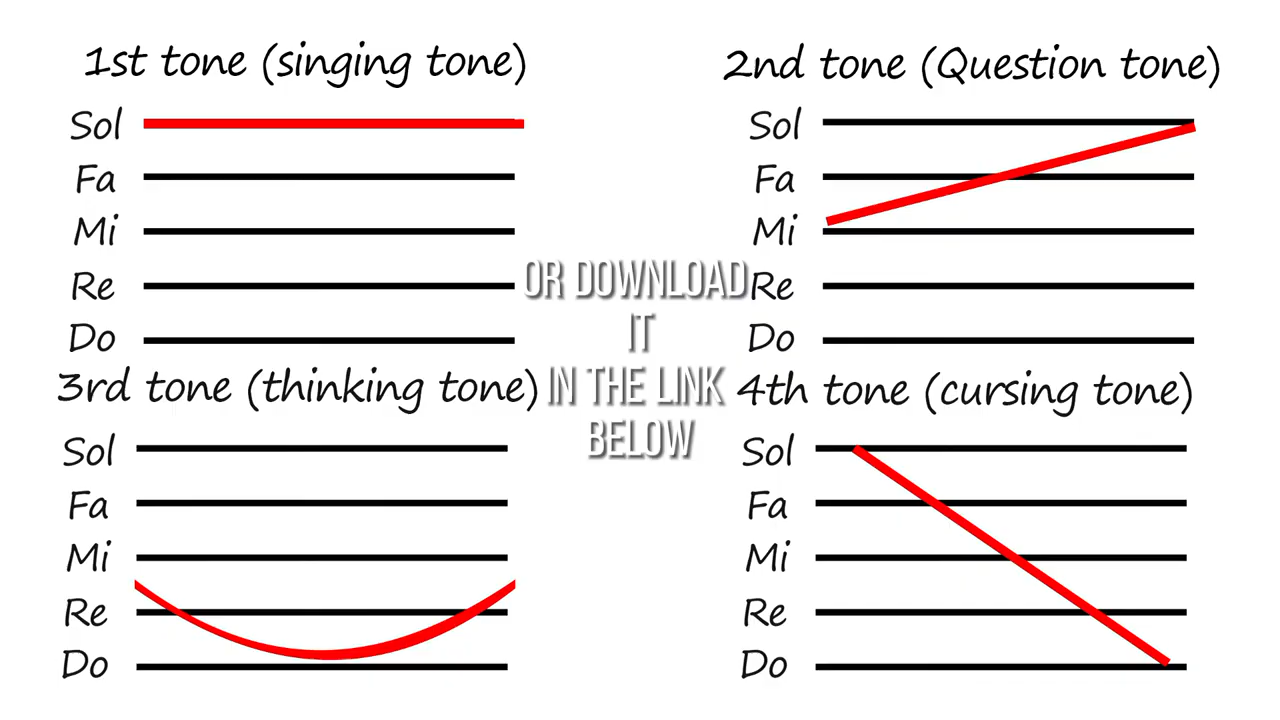 1st tone (singing tone)
Sol
Fa
Mi
Re
Do
2nd tone (Question tone)
Sol
Fa
Mi
Re
Do
OR DOWNLOAD
IT
IN THE LINK
BELOW
3rd tone (thinking tone)
Sol
Fa
Mi
Re
Do
4th tone (cursing tone)
Sol
Fa
Mi
Re
Do